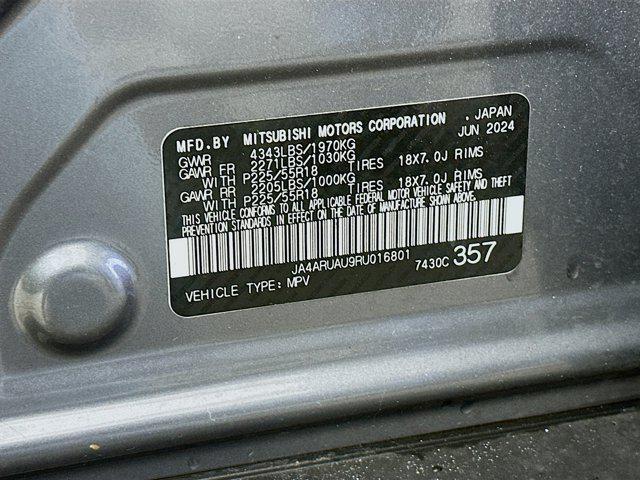 MFD.BY MITSUBISHI MOTORS CORPORATION . JAPAN
JUN 2024
GVWR 4343LBS/1970KG
GAWR FR 2271LBS/1030KG
WITH P225/55R18 TIRES 18X7.0J RIMS
GAWR RR 2205LBS/1000KG
WITH P225/55R18 TIRES 18X7.0J RIMS
THIS VEHICLE CONFORMS TO ALL APPLICABLE FEDERAL MOTOR VEHICLE SAFETY AND THEFT
PREVENTION STANDARDS IN EFFECT ON THE DATE OF MANUFACTURE SHOWN ABOVE.
JA4ARUAU9RU016801 7430C 357
VEHICLE TYPE: MPV